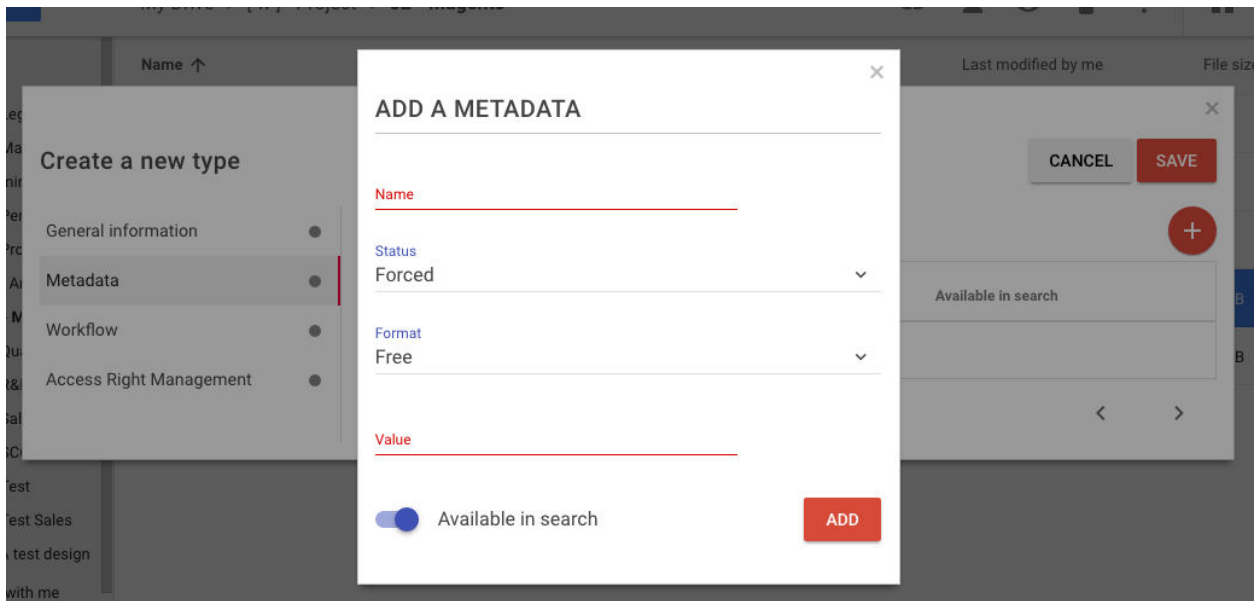 Name ↑
Last modified by me
ADD A METADATA
Create a new type
CANCEL
SAVE
Name
General information
Status
Forced
Metadata
Available in search
Workflow
Format
Free
Access Right Management
Value
Available in search
ADD
Test
Test Sales
test design
with me